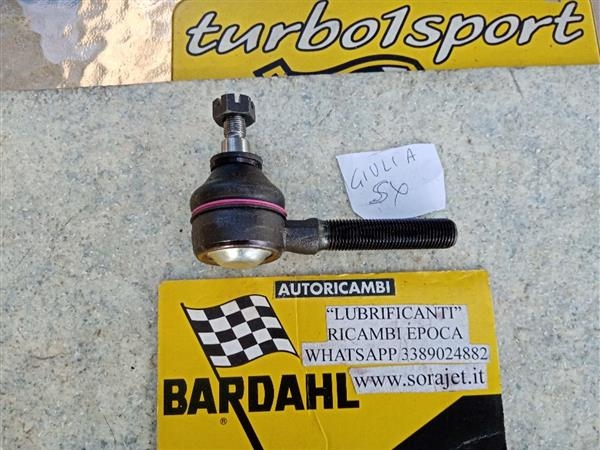 turbo1sport
GIULIA
SX
AUTORICAMBI
"LUBRIFICANTI"
RICAMBI EPOCA
WHATSAPP 3389024882
www.sorajet.it
BARDAHL
®